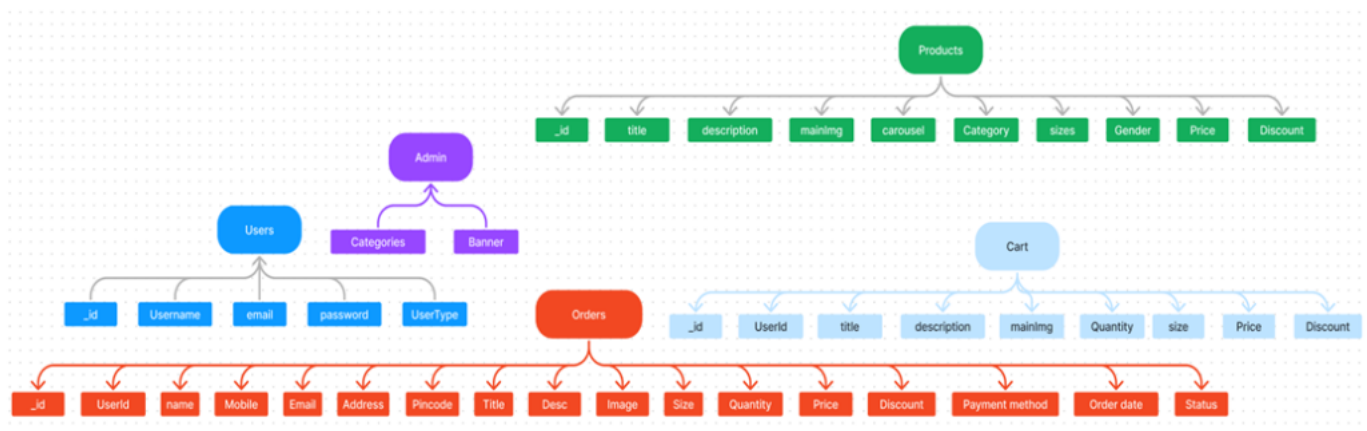 Products
_id
title
description
mainImg
carousel
Category
sizes
Gender
Price
Discount
Admin
Categories
Banner
Users
_id
Username
email
password
UserType
Cart
_id
UserId
title
description
mainImg
Quantity
size
Price
Discount
Orders
_id
UserId
name
Mobile
Email
Address
Pincode
Title
Desc
Image
Size
Quantity
Price
Discount
Payment method
Order date
Status